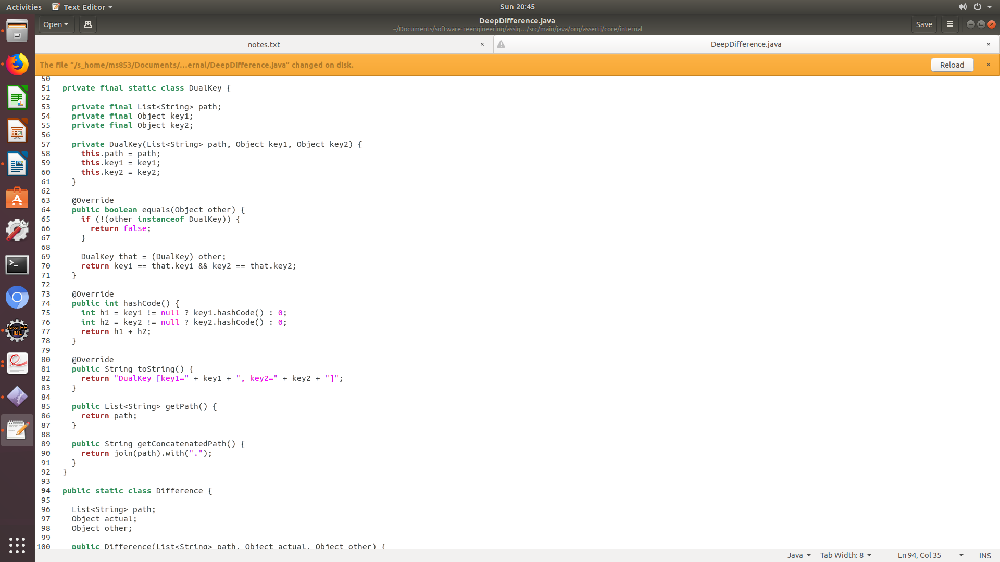 Activities Text Editor Sun 20:45
Open DeepDifference.java Save
~/Documents/software-reengineering/assig…/src/main/java/org/assertj/core/internal
notes.txt × DeepDifference.java ×
The file “/s_home/ms853/Documents/…ernal/DeepDifference.java” changed on disk. Reload ×
50
51 private final static class DualKey {
52
53 private final List<String> path;
54 private final Object key1;
55 private final Object key2;
56
57 private DualKey(List<String> path, Object key1, Object key2) {
58 this.path = path;
59 this.key1 = key1;
60 this.key2 = key2;
61 }
62
63 @Override
64 public boolean equals(Object other) {
65 if (!(other instanceof DualKey)) {
66 return false;
67 }
68
69 DualKey that = (DualKey) other;
70 return key1 == that.key1 && key2 == that.key2;
71 }
72
73 @Override
74 public int hashCode() {
75 int h1 = key1 != null ? key1.hashCode() : 0;
76 int h2 = key2 != null ? key2.hashCode() : 0;
77 return h1 + h2;
78 }
79
80 @Override
81 public String toString() {
82 return "DualKey [key1=" + key1 + ", key2=" + key2 + "]";
83 }
84
85 public List<String> getPath() {
86 return path;
87 }
88
89 public String getConcatenatedPath() {
90 return join(path).with(".");
91 }
92 }
93
94 public static class Difference {
95
96 List<String> path;
97 Object actual;
98 Object other;
99
100 public Difference(List<String> path, Object actual, Object other) {
Java EE
IDE
Java Tab Width: 8 Ln 94, Col 35 INS